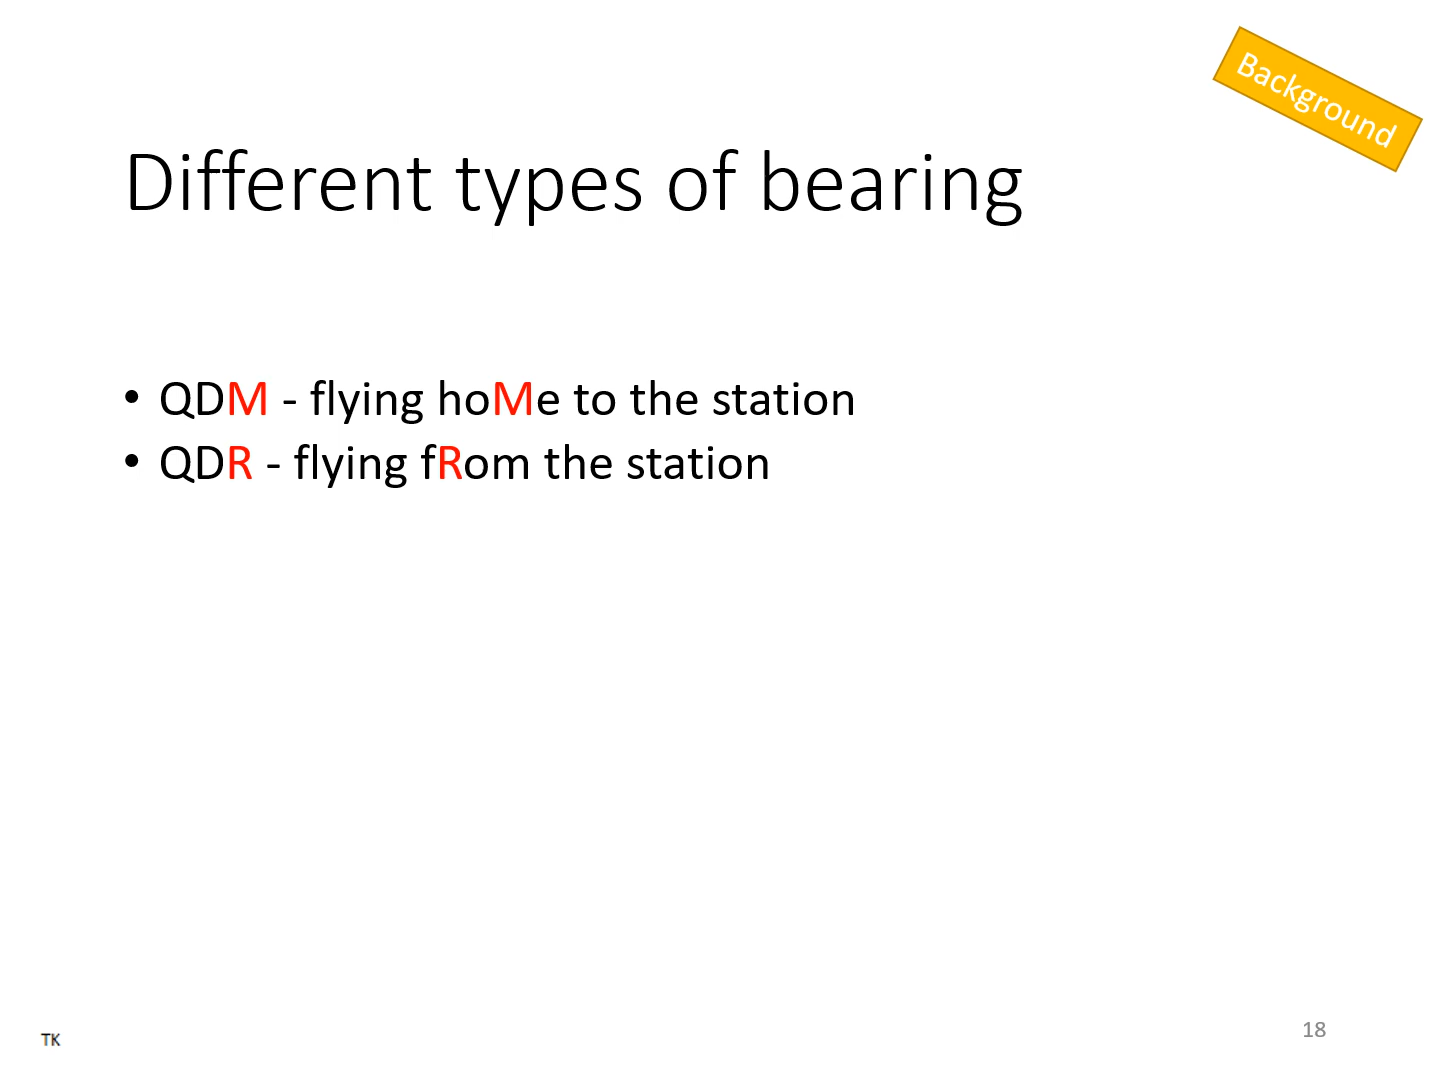 Background
Different types of bearing
• QDM - flying hoMe to the station
• QDR - flying fRom the station
TK
18